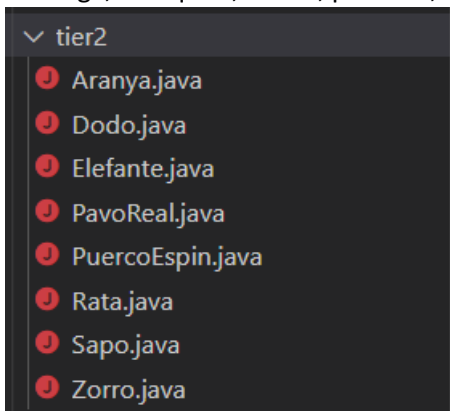 tier2
J Aranya.java
J Dodo.java
J Elefante.java
J PavoReal.java
J PuercoEspin.java
J Rata.java
J Sapo.java
J Zorro.java